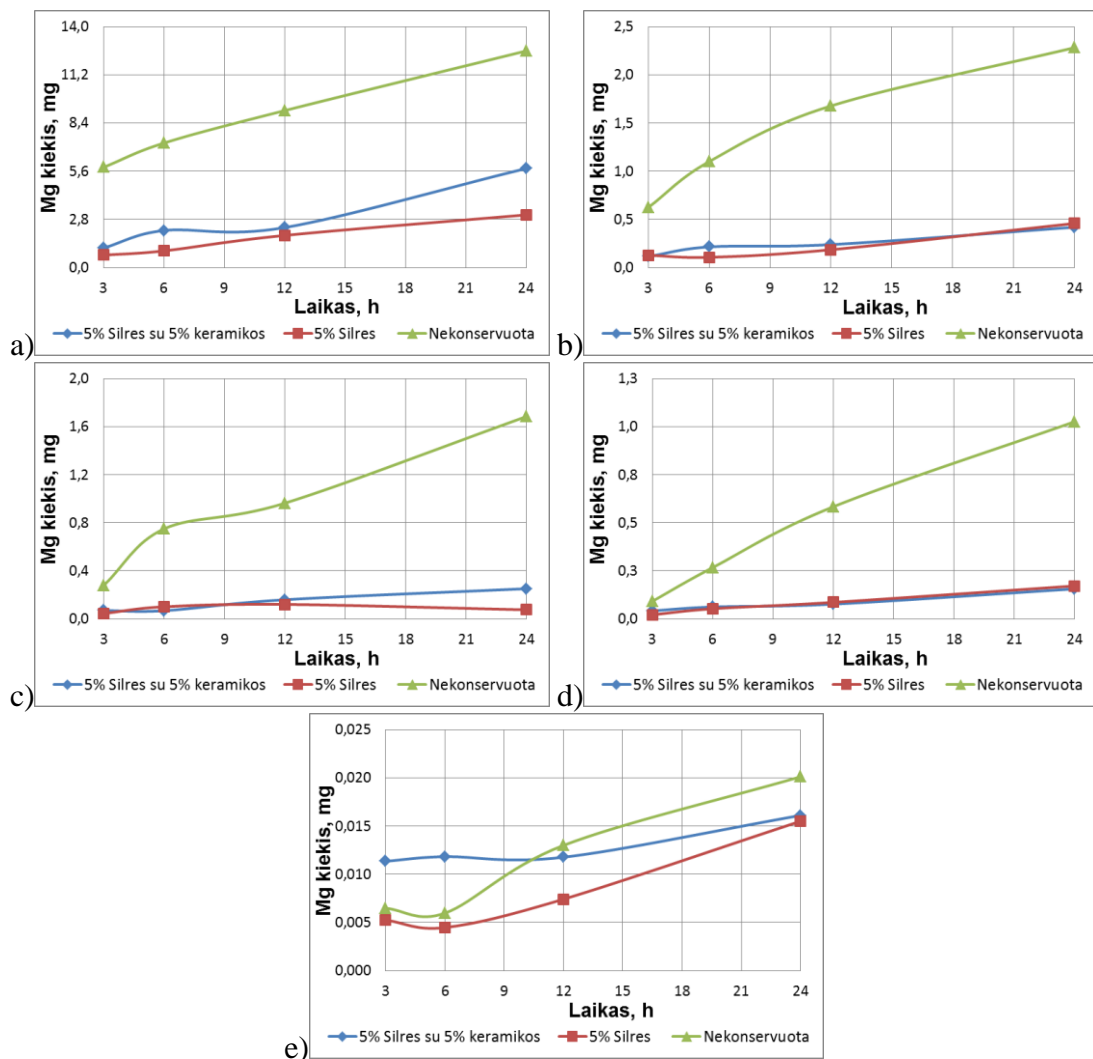 14,0
11,2
8,4
5,6
2,8
0,0
Mg kiekis, mg
3 6 9 12 15 18 21 24
Laikas, h
5% Silres su 5% keramikos 5% Silres Nekonservuota
a)
2,5
2,0
1,5
1,0
0,5
0,0
Mg kiekis, mg
3 6 9 12 15 18 21 24
Laikas, h
5% Silres su 5% keramikos 5% Silres Nekonservuota
b)
2,0
1,6
1,2
0,8
0,4
0,0
Mg kiekis, mg
3 6 9 12 15 18 21 24
Laikas, h
5% Silres su 5% keramikos 5% Silres Nekonservuota
c)
1,3
1,0
0,8
0,5
0,3
0,0
Mg kiekis, mg
3 6 9 12 15 18 21 24
Laikas, h
5% Silres su 5% keramikos 5% Silres Nekonservuota
d)
0,025
0,020
0,015
0,010
0,005
0,000
Mg kiekis, mg
3 6 9 12 15 18 21 24
Laikas, h
5% Silres su 5% keramikos 5% Silres Nekonservuota
e)